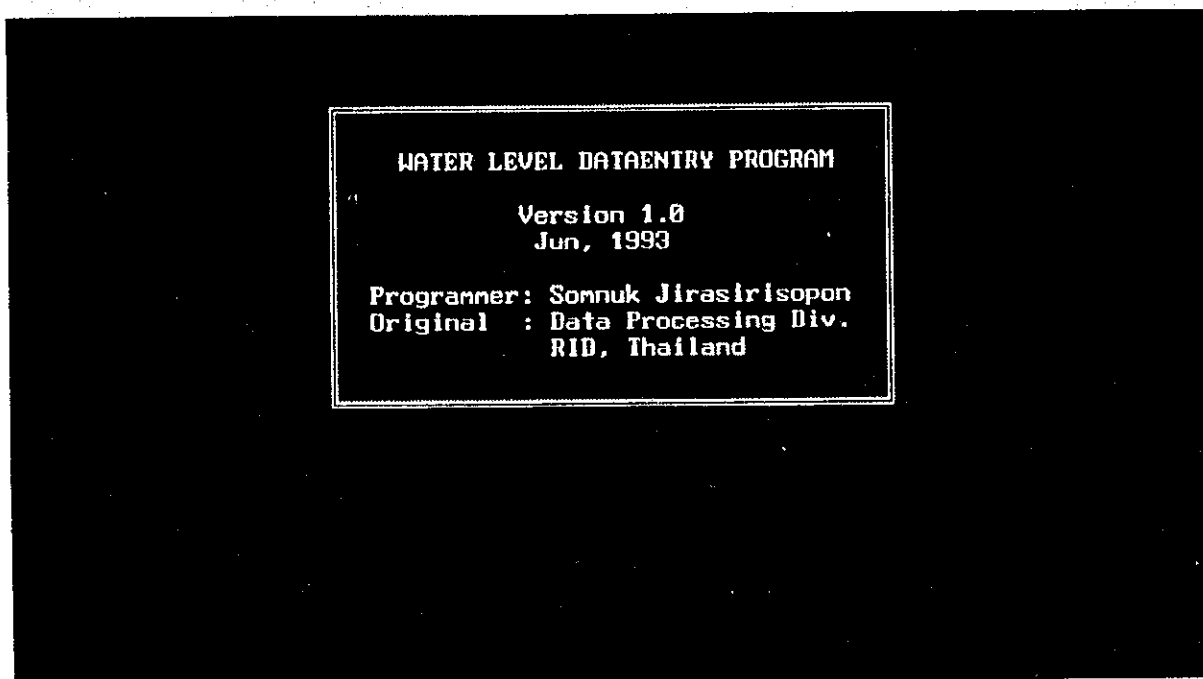 WATER LEVEL DATAENTRY PROGRAM
Version 1.0
Jun, 1993
Programmer: Somnuk Jirasirisopon
Original : Data Processing Div.
RID, Thailand